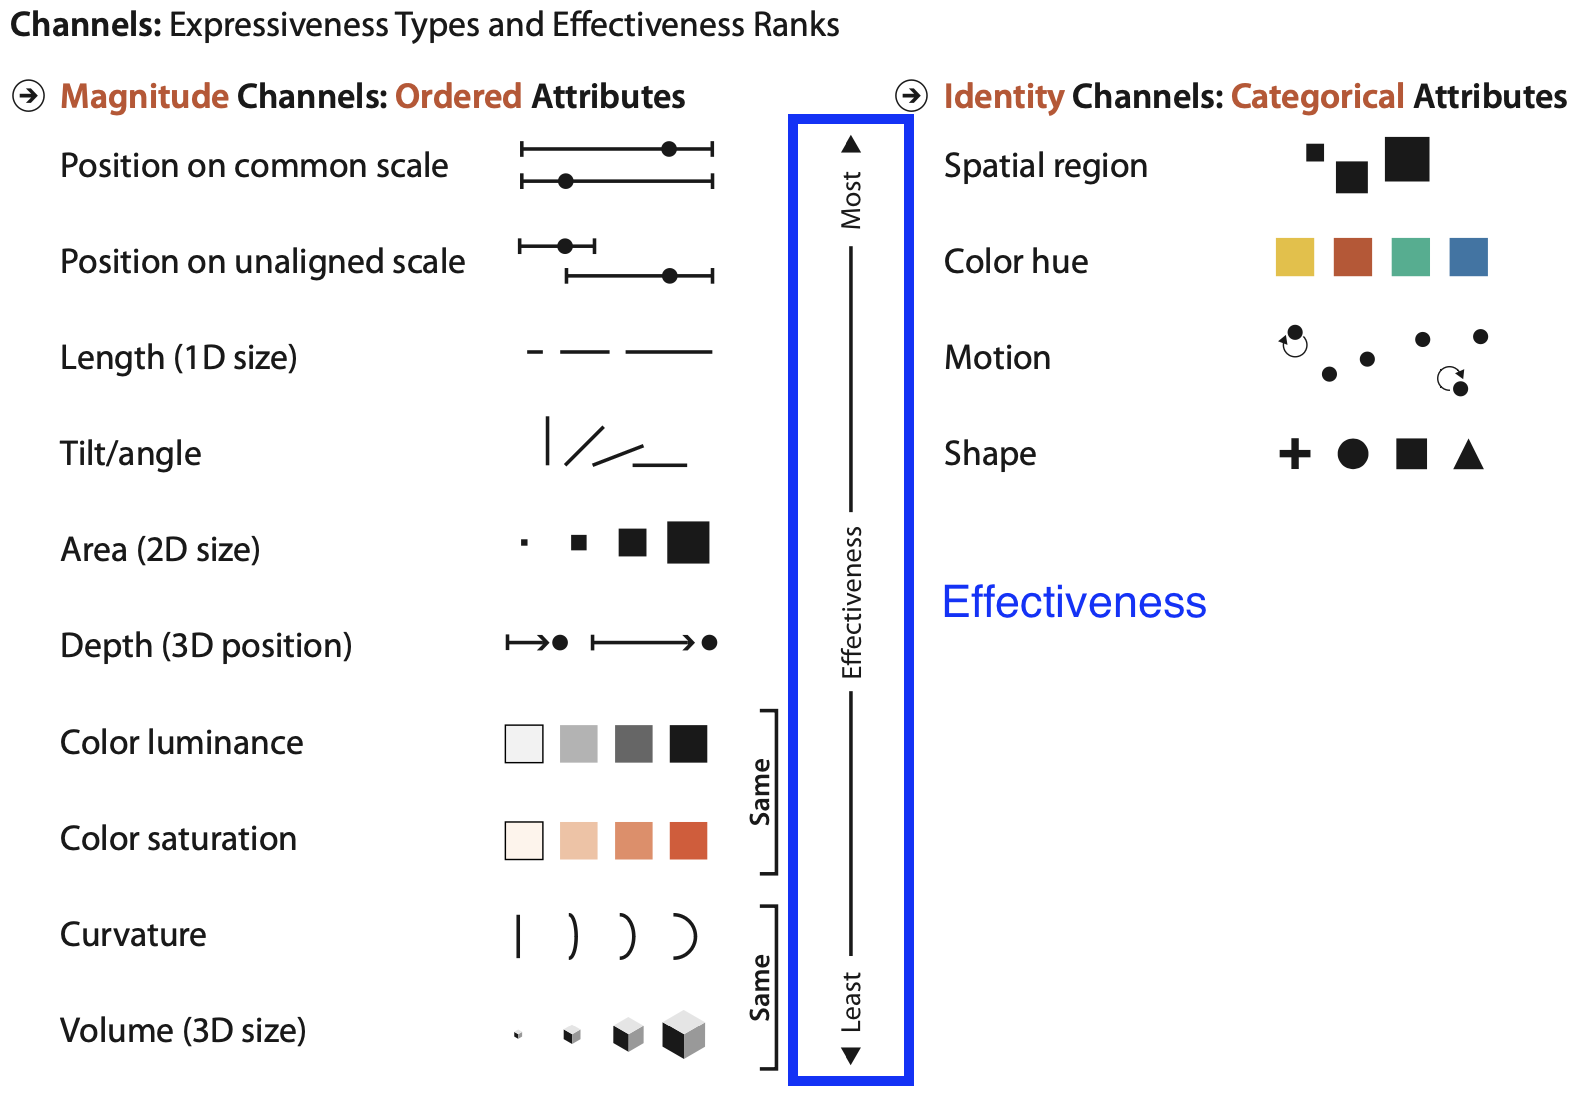 Channels: Expressiveness Types and Effectiveness Ranks
Magnitude Channels: Ordered Attributes
Position on common scale
Position on unaligned scale
Length (1D size)
Tilt/angle
Area (2D size)
Depth (3D position)
Color luminance
Color saturation
Curvature
Volume (3D size)
Same
Same
Most
Effectiveness
Least
Identity Channels: Categorical Attributes
Spatial region
Color hue
Motion
Shape
Effectiveness